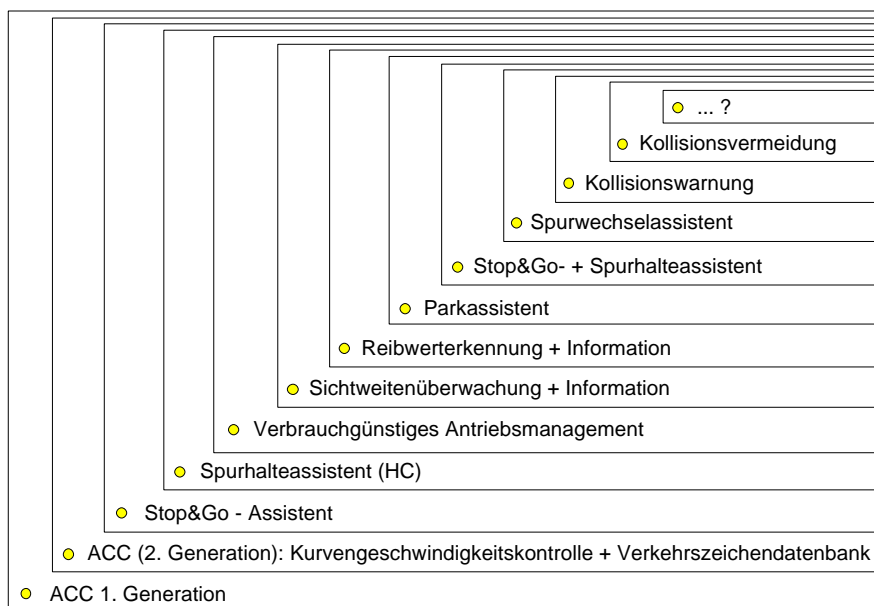 ... ?
Kollisionsvermeidung
Kollisionswarnung
Spurwechselassistent
Stop&Go- + Spurhalteassistent
Parkassistent
Reibwerterkennung + Information
Sichtweitenüberwachung + Information
Verbrauchgünstiges Antriebsmanagement
Spurhalteassistent (HC)
Stop&Go - Assistent
ACC (2. Generation): Kurvengeschwindigkeitskontrolle + Verkehrszeichendatenbank
ACC 1. Generation